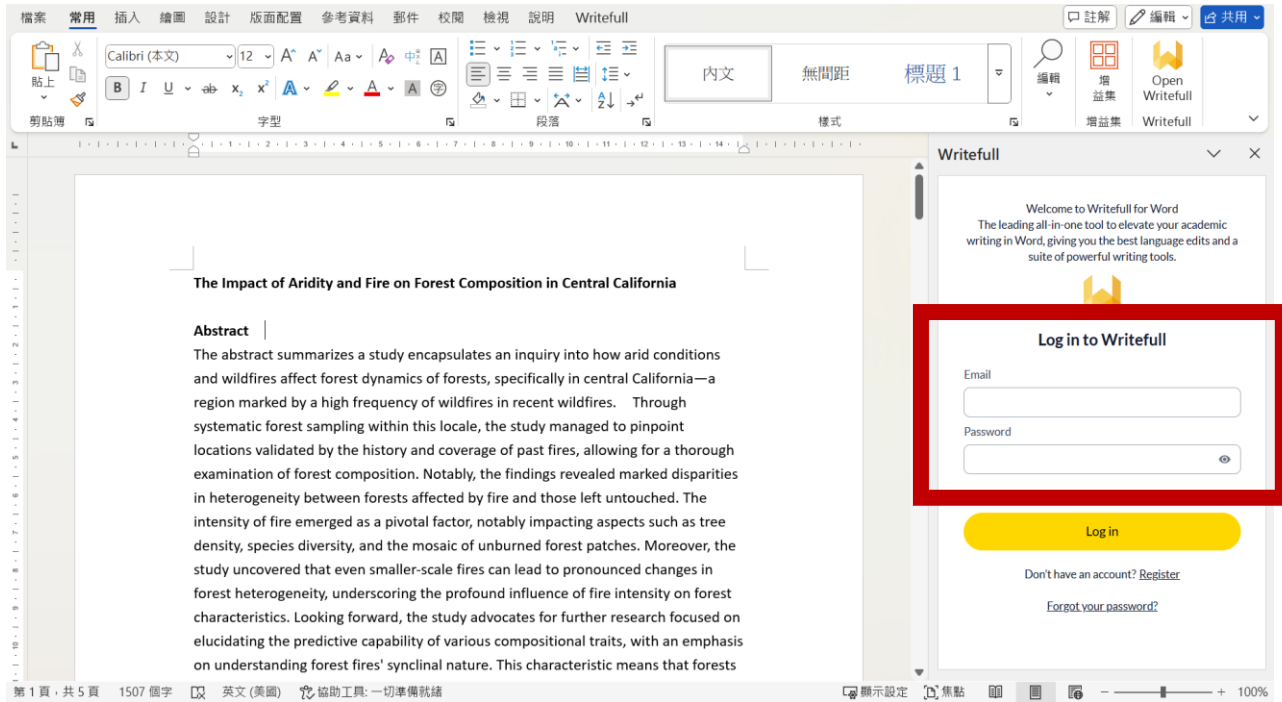 檔案 常用 插入 繪圖 設計 版面配置 參考資料 郵件 校閱 檢視 說明 Writefull 註解 編輯 共用
Calibri (本文) 12
貼上
內文 無間距 標題 1
編輯
增益集
Open Writefull
剪貼簿 字型 段落 樣式 增益集 Writefull
Writefull
Welcome to Writefull for Word
The leading all-in-one tool to elevate your academic
writing in Word, giving you the best language edits and a
suite of powerful writing tools.
Log in to Writefull
Email
Password
Log in
Don't have an account? Register
Forgot your password?
The Impact of Aridity and Fire on Forest Composition in Central California
Abstract
The abstract summarizes a study encapsulates an inquiry into how arid conditions
and wildfires affect forest dynamics of forests, specifically in central California—a
region marked by a high frequency of wildfires in recent wildfires. Through
systematic forest sampling within this locale, the study managed to pinpoint
locations validated by the history and coverage of past fires, allowing for a thorough
examination of forest composition. Notably, the findings revealed marked disparities
in heterogeneity between forests affected by fire and those left untouched. The
intensity of fire emerged as a pivotal factor, notably impacting aspects such as tree
density, species diversity, and the mosaic of unburned forest patches. Moreover, the
study uncovered that even smaller-scale fires can lead to pronounced changes in
forest heterogeneity, underscoring the profound influence of fire intensity on forest
characteristics. Looking forward, the study advocates for further research focused on
elucidating the predictive capability of various compositional traits, with an emphasis
on understanding forest fires' synclinal nature. This characteristic means that forests
第 1 頁，共 5 頁 1507 個字 英文 (美國) 協助工具: 一切準備就緒 顯示設定 焦點 100%